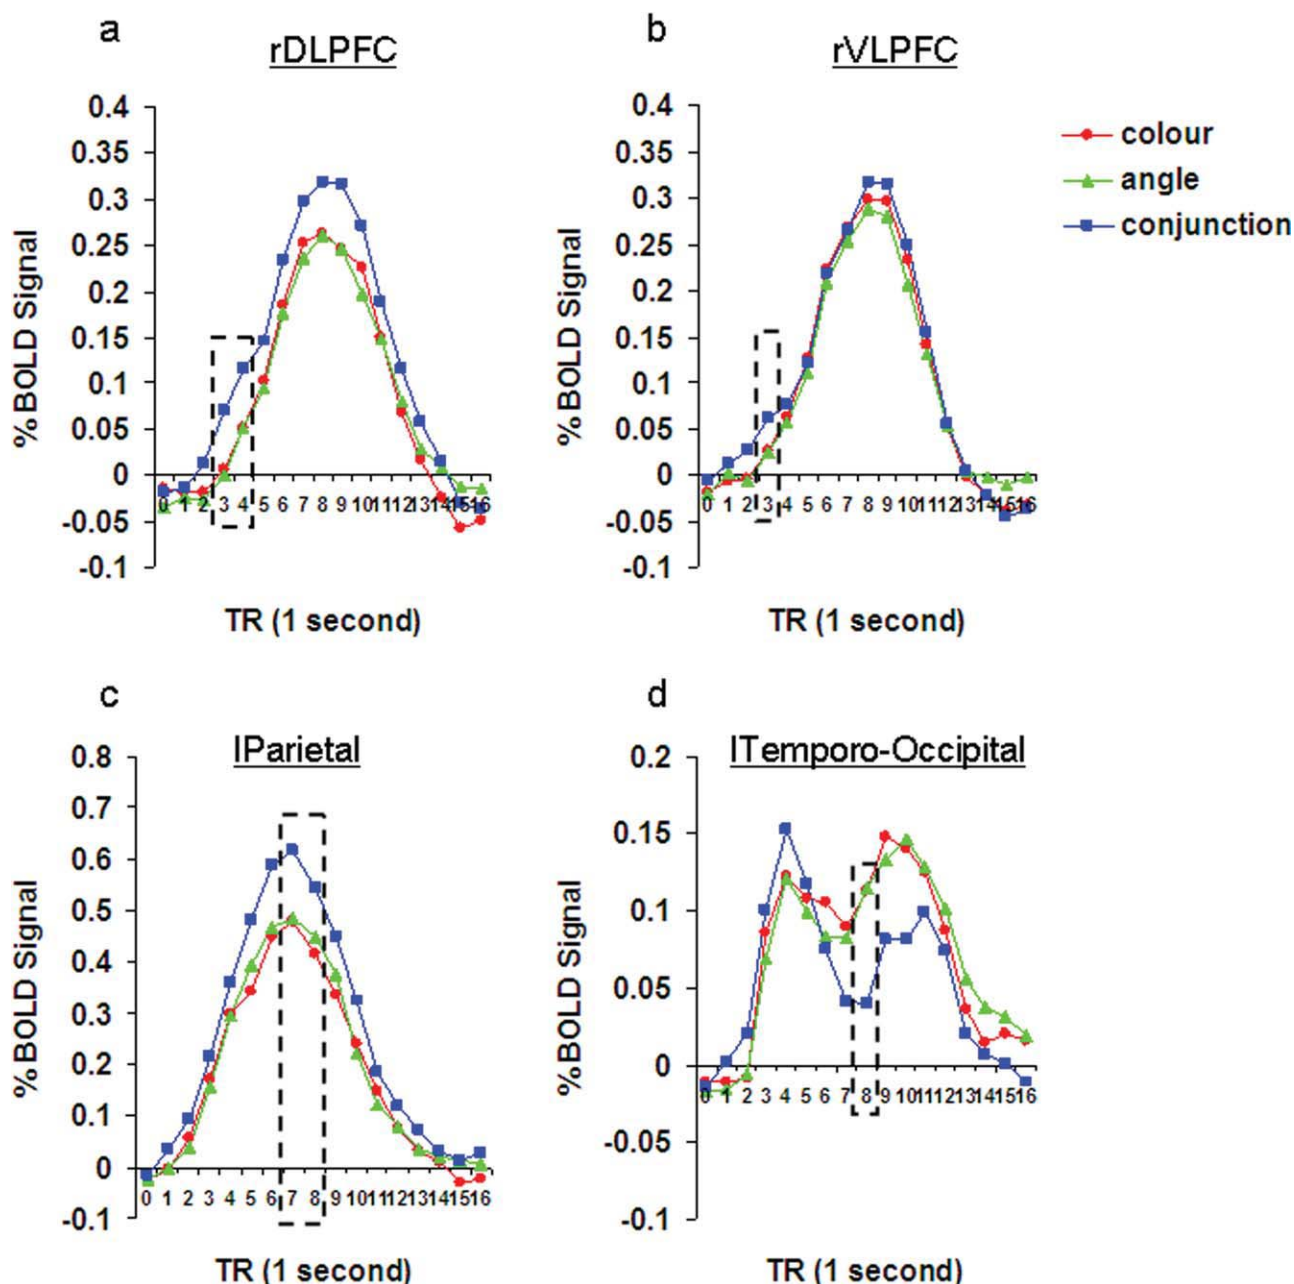 a
rDLPFC
%BOLD Signal
0.4
0.35
0.3
0.25
0.2
0.15
0.1
0.05
0
-0.05
-0.1
0 1 2 3 4 5 6 7 8 9 10 11 12 13 14 15 16
TR (1 second)
b
rVLPFC
%BOLD Signal
0.4
0.35
0.3
0.25
0.2
0.15
0.1
0.05
0
-0.05
-0.1
0 1 2 3 4 5 6 7 8 9 10 11 12 13 14 15 16
TR (1 second)
colour
angle
conjunction
c
lParietal
%BOLD Signal
0.8
0.7
0.6
0.5
0.4
0.3
0.2
0.1
0
-0.1
0 1 2 3 4 5 6 7 8 9 10 11 12 13 14 15 16
TR (1 second)
d
lTemporo-Occipital
%BOLD Signal
0.2
0.15
0.1
0.05
0
-0.05
-0.1
0 1 2 3 4 5 6 7 8 9 10 11 12 13 14 15 16
TR (1 second)